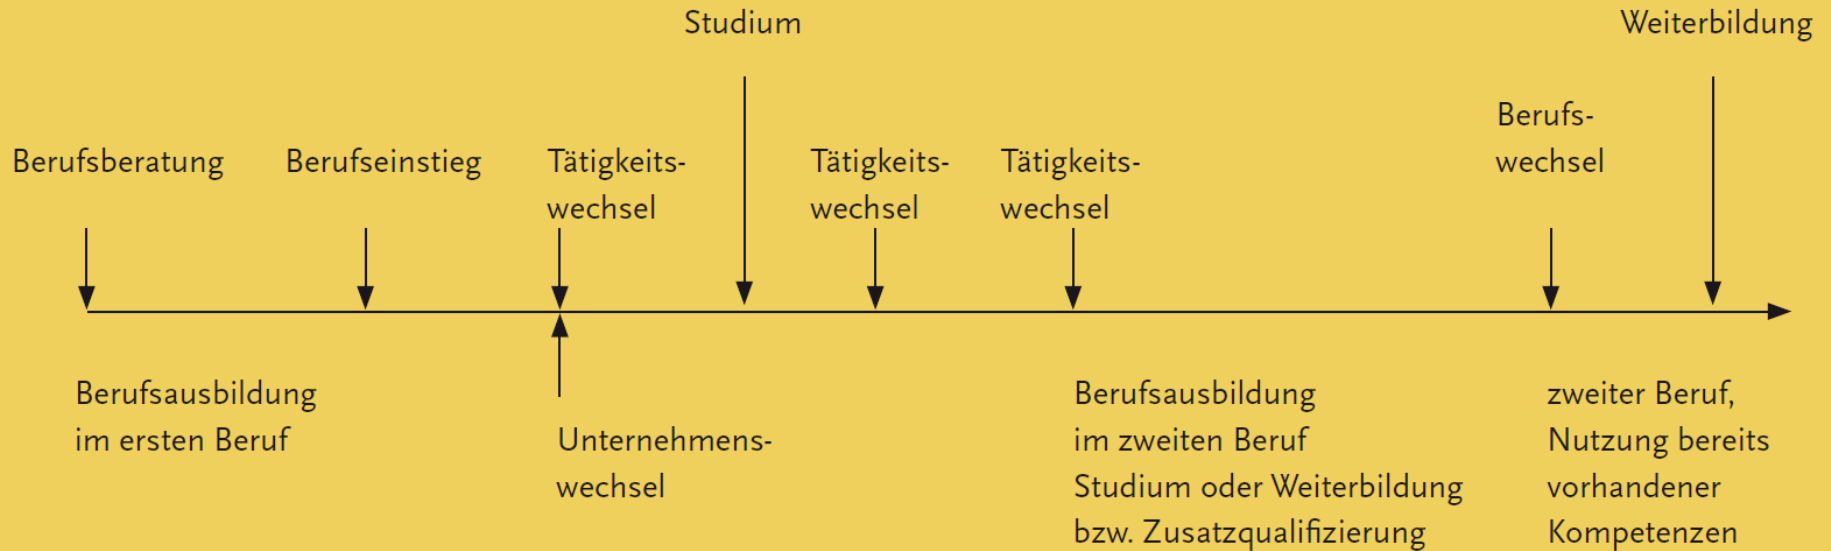 Studium
Weiterbildung
Berufsberatung
Berufseinstieg
Tätigkeits-
wechsel
Tätigkeits-
wechsel
Tätigkeits-
wechsel
Berufs-
wechsel
Berufsausbildung
im ersten Beruf
Unternehmens-
wechsel
Berufsausbildung
im zweiten Beruf
Studium oder Weiterbildung
bzw. Zusatzqualifizierung
zweiter Beruf,
Nutzung bereits
vorhandener
Kompetenzen